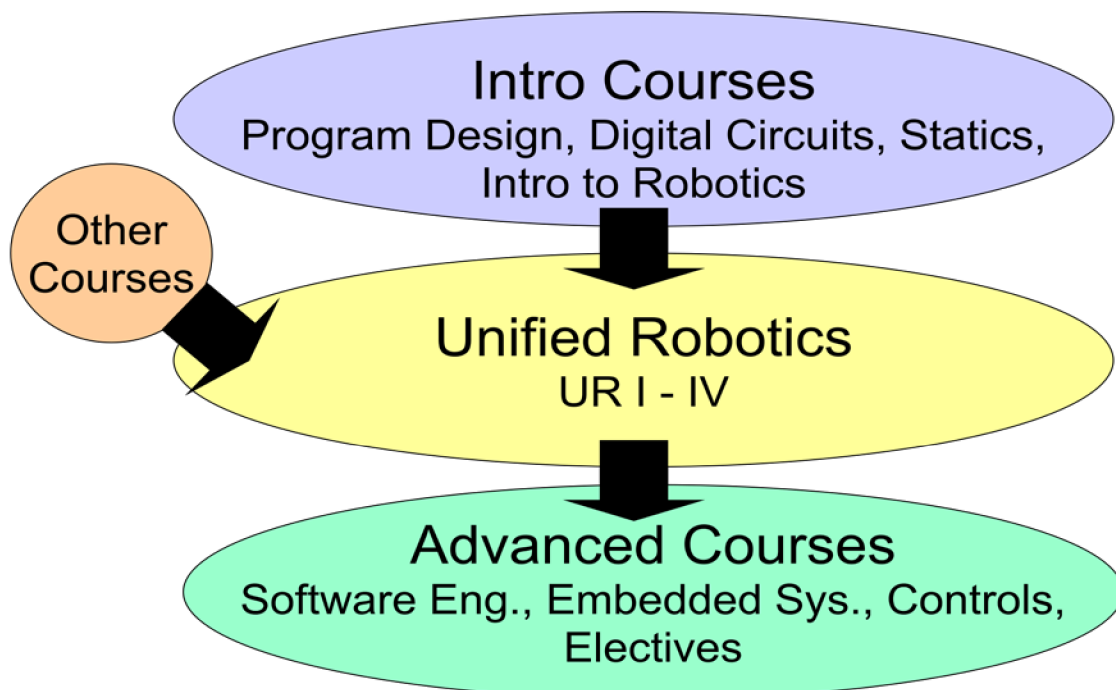 Intro Courses
Program Design, Digital Circuits, Statics,
Intro to Robotics
Other
Courses
Unified Robotics
UR I - IV
Advanced Courses
Software Eng., Embedded Sys., Controls,
Electives